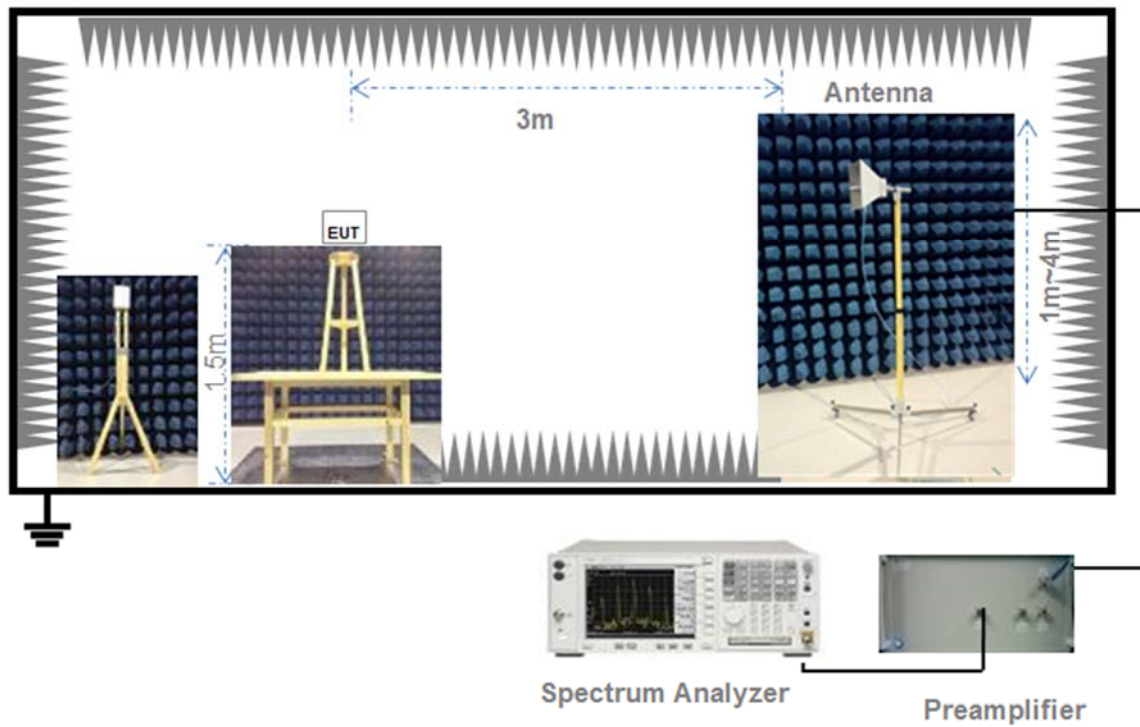 Antenna
3m
EUT
1.5m
1m~4m
Spectrum Analyzer
Preamplifier